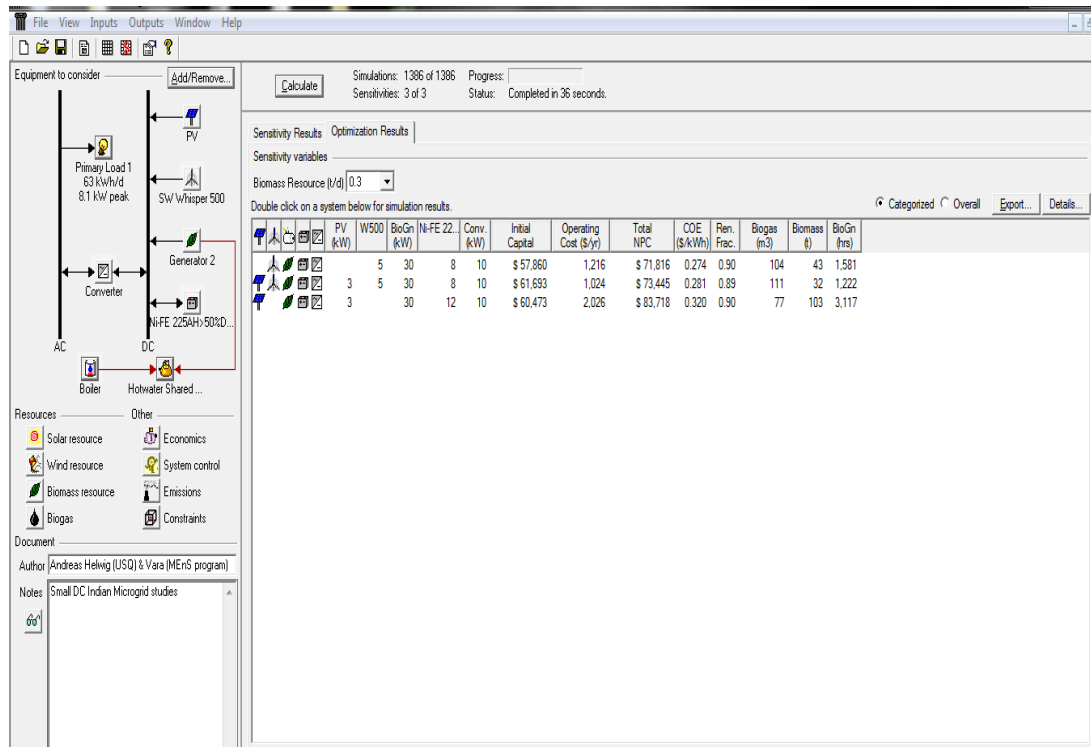 File View Inputs Outputs Window Help
Equipment to consider Add/Remove...
Primary Load 1
63 kWh/d
8.1 kW peak
PV
SW Whisper 500
Generator 2
Converter
Ni-FE 225AH>50%D...
AC DC
Boiler Hotwater Shared ...
Resources Other
Solar resource Economics
Wind resource System control
Biomass resource Emissions
Biogas Constraints
Document
Author Andreas Helwig (USQ) & Vara (MEnS program)
Notes Small DC Indian Microgrid studies
Calculate
Simulations: 1386 of 1386 Progress:
Sensitivities: 3 of 3 Status: Completed in 36 seconds.
Sensitivity Results Optimization Results
Sensitivity variables
Biomass Resource (t/d) 0.3
Double click on a system below for simulation results. Categorized Overall Export... Details...
PV (kW) W500 BioGn (kW) Ni-FE 22... Conv. (kW) Initial Capital Operating Cost ($/yr) Total NPC COE ($/kWh) Ren. Frac. Biogas (m3) Biomass (t) BioGn (hrs)
5 30 8 10 $ 57,860 1,216 $ 71,816 0.274 0.90 104 43 1,581
3 5 30 8 10 $ 61,693 1,024 $ 73,445 0.281 0.89 111 32 1,222
3 30 12 10 $ 60,473 2,026 $ 83,718 0.320 0.90 77 103 3,117